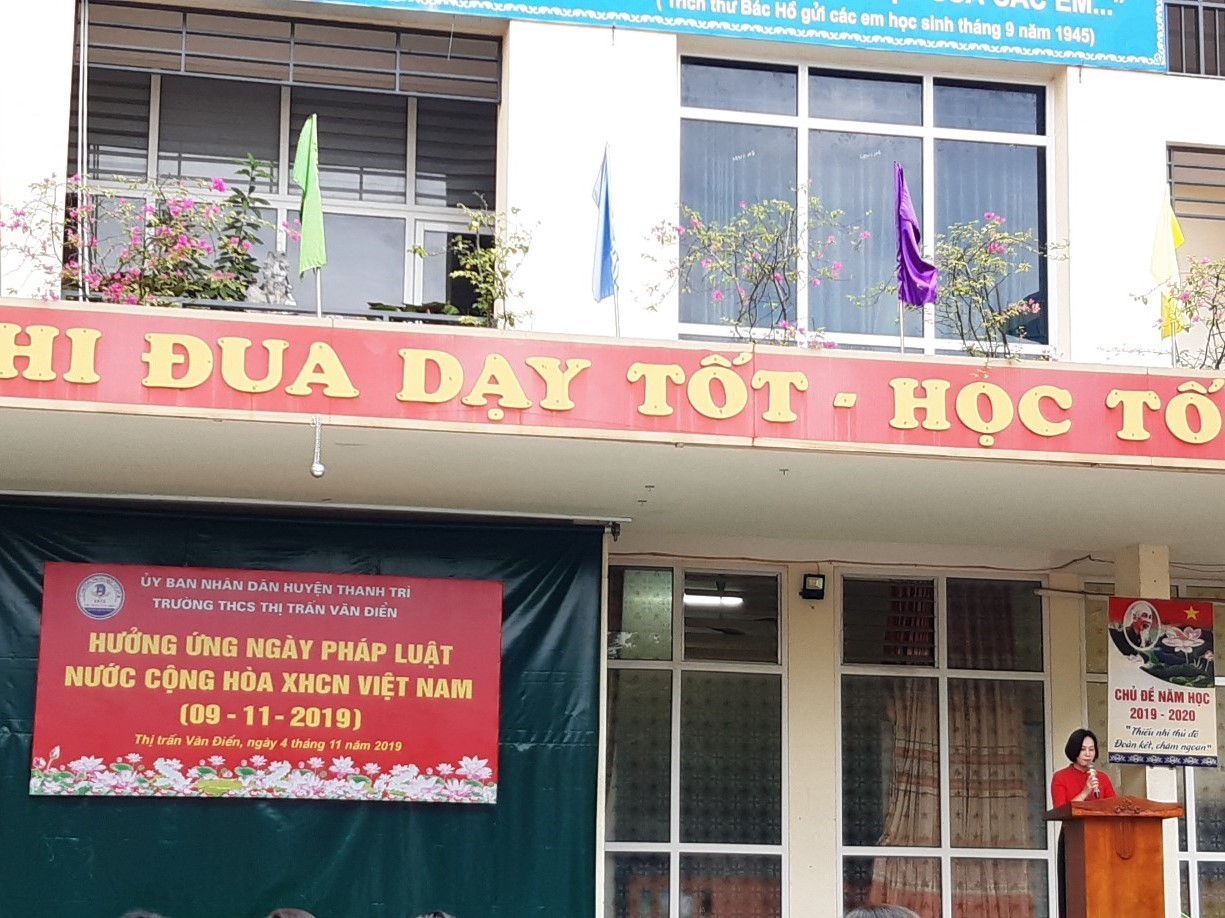 CÁC EM..."
( Trích thư Bác Hồ gửi các em học sinh tháng 9 năm 1945)
HI ĐUA DẠY TỐT - HỌC TỐ
ỦY BAN NHÂN DÂN HUYỆN THANH TRÌ
TRƯỜNG THCS THỊ TRẤN VĂN ĐIỂN
HƯỞNG ỨNG NGÀY PHÁP LUẬT
NƯỚC CỘNG HÒA XHCN VIỆT NAM
(09 - 11 - 2019)
Thị trấn Văn Điển, ngày 4 tháng 11 năm 2019
CHỦ ĐỀ NĂM HỌC
2019 - 2020
"Thiếu nhi thủ đô
Đoàn kết, chăm ngoan"